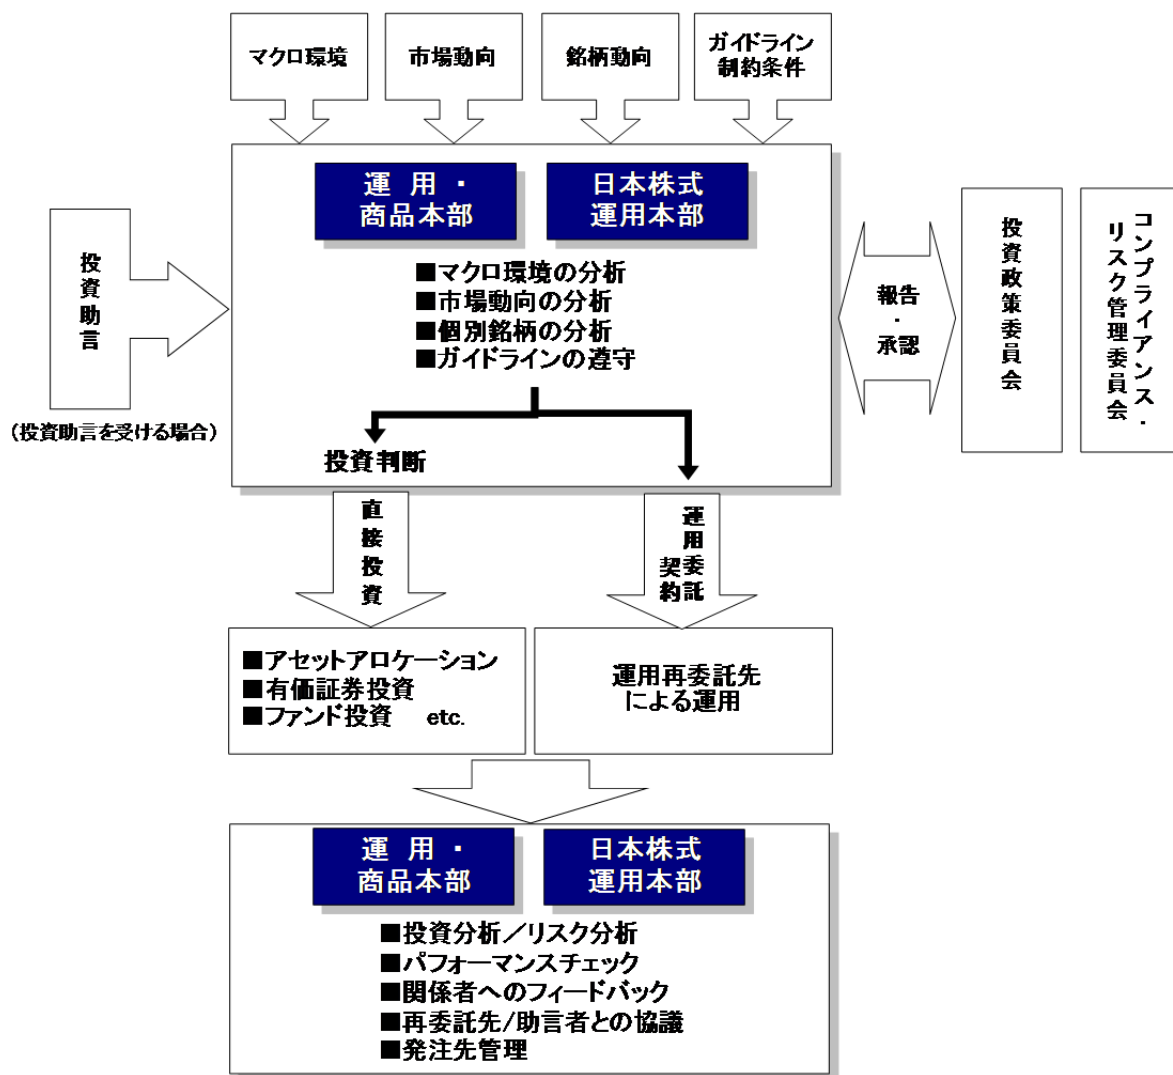 マクロ環境
市場動向
銘柄動向
ガイドライン
制約条件
運 用 ・
商品本部
日本株式
運用本部
■マクロ環境の分析
■市場動向の分析
■個別銘柄の分析
■ガイドラインの遵守
投資助言
(投資助言を受ける場合)
報告
・
承認
投資政策委員会
コンプライアンス・
リスク管理委員会
投資判断
直接投資
運用委託
契約
■アセットアロケーション
■有価証券投資
■ファンド投資 etc.
運用再委託先
による運用
運 用 ・
商品本部
日本株式
運用本部
■投資分析／リスク分析
■パフォーマンスチェック
■関係者へのフィードバック
■再委託先/助言者との協議
■発注先管理